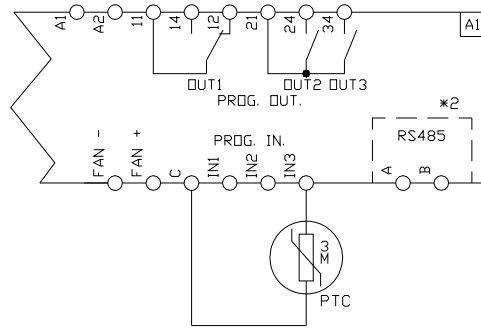 A1 A2 11 14 12 21 24 34 A1
OUT1 OUT2 OUT3
PROG. OUT.
*2
PROG. IN.
RS485
FAN - FAN + C IN1 IN2 IN3 A B
3
M
PTC